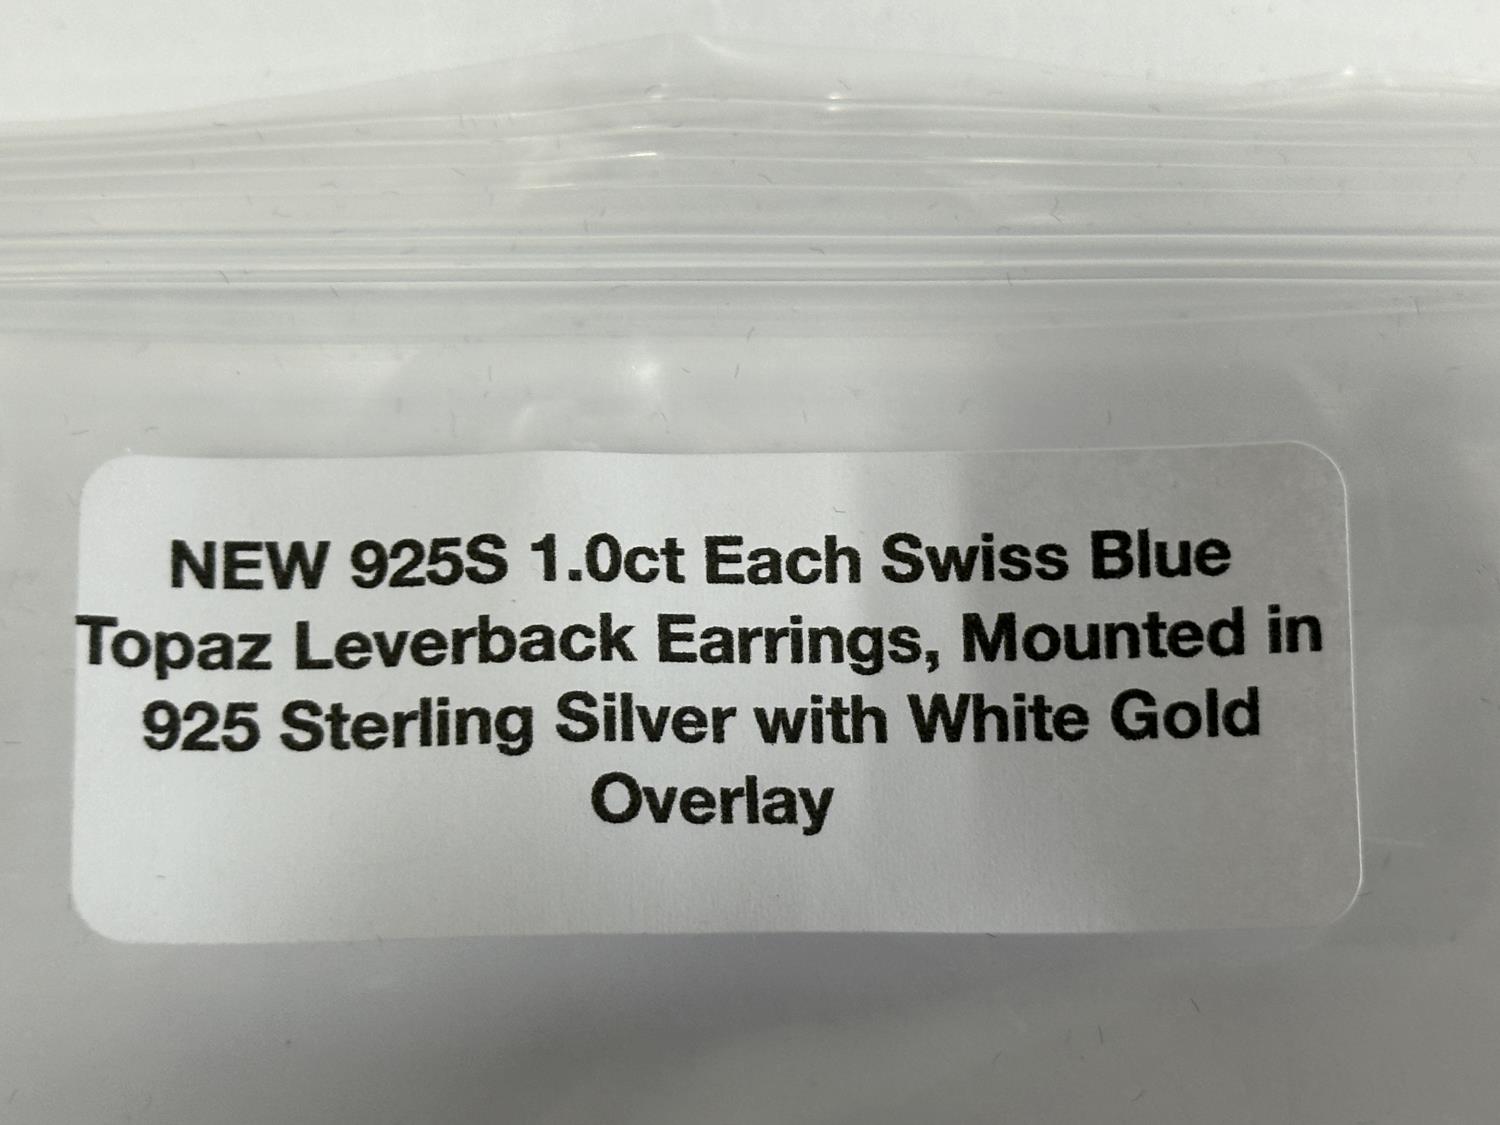 NEW 925S 1.0ct Each Swiss Blue
Topaz Leverback Earrings, Mounted in
925 Sterling Silver with White Gold
Overlay